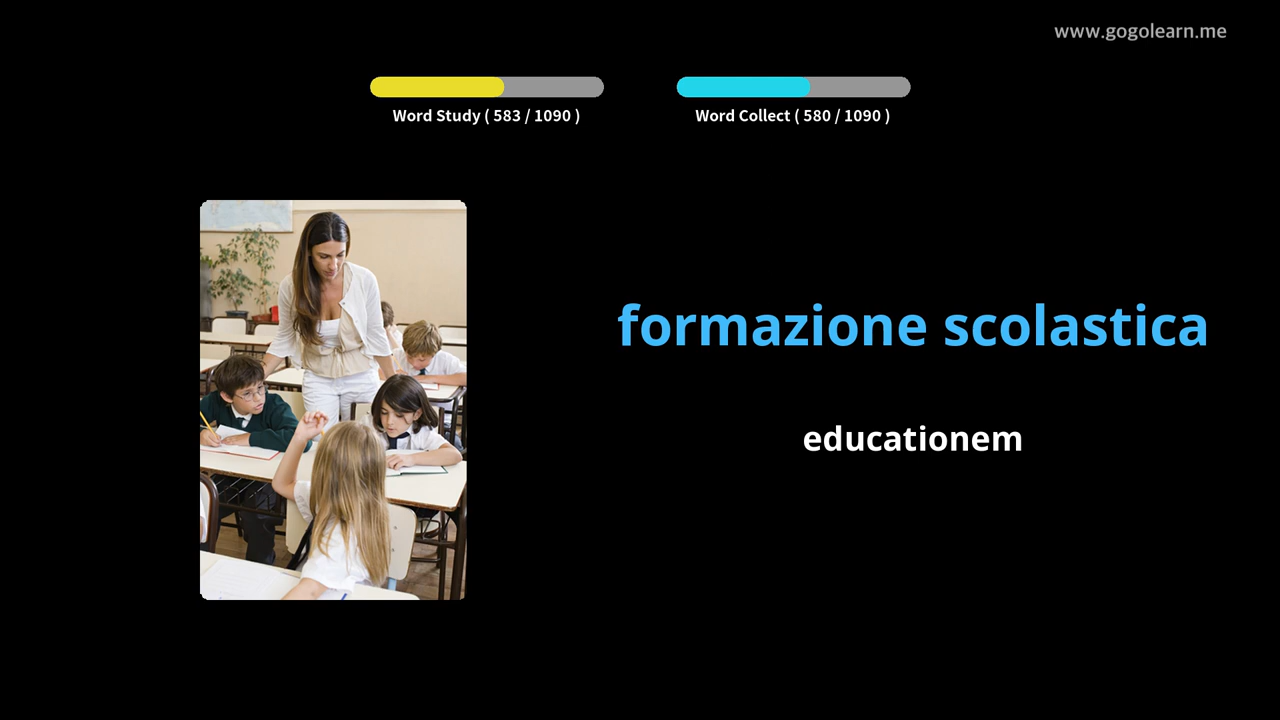 www.gogolearn.me
Word Study ( 583 / 1090 )
Word Collect ( 580 / 1090 )
formazione scolastica
educationem